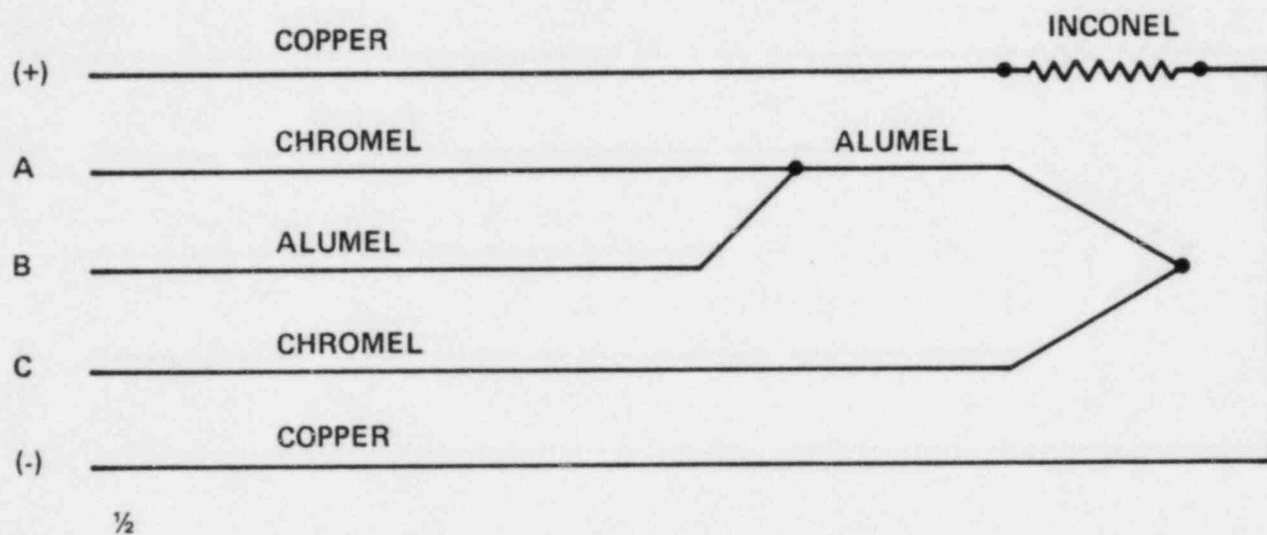 COPPER
INCONEL
(+)
CHROMEL
ALUMEL
A
ALUMEL
B
CHROMEL
C
COPPER
(-)
½